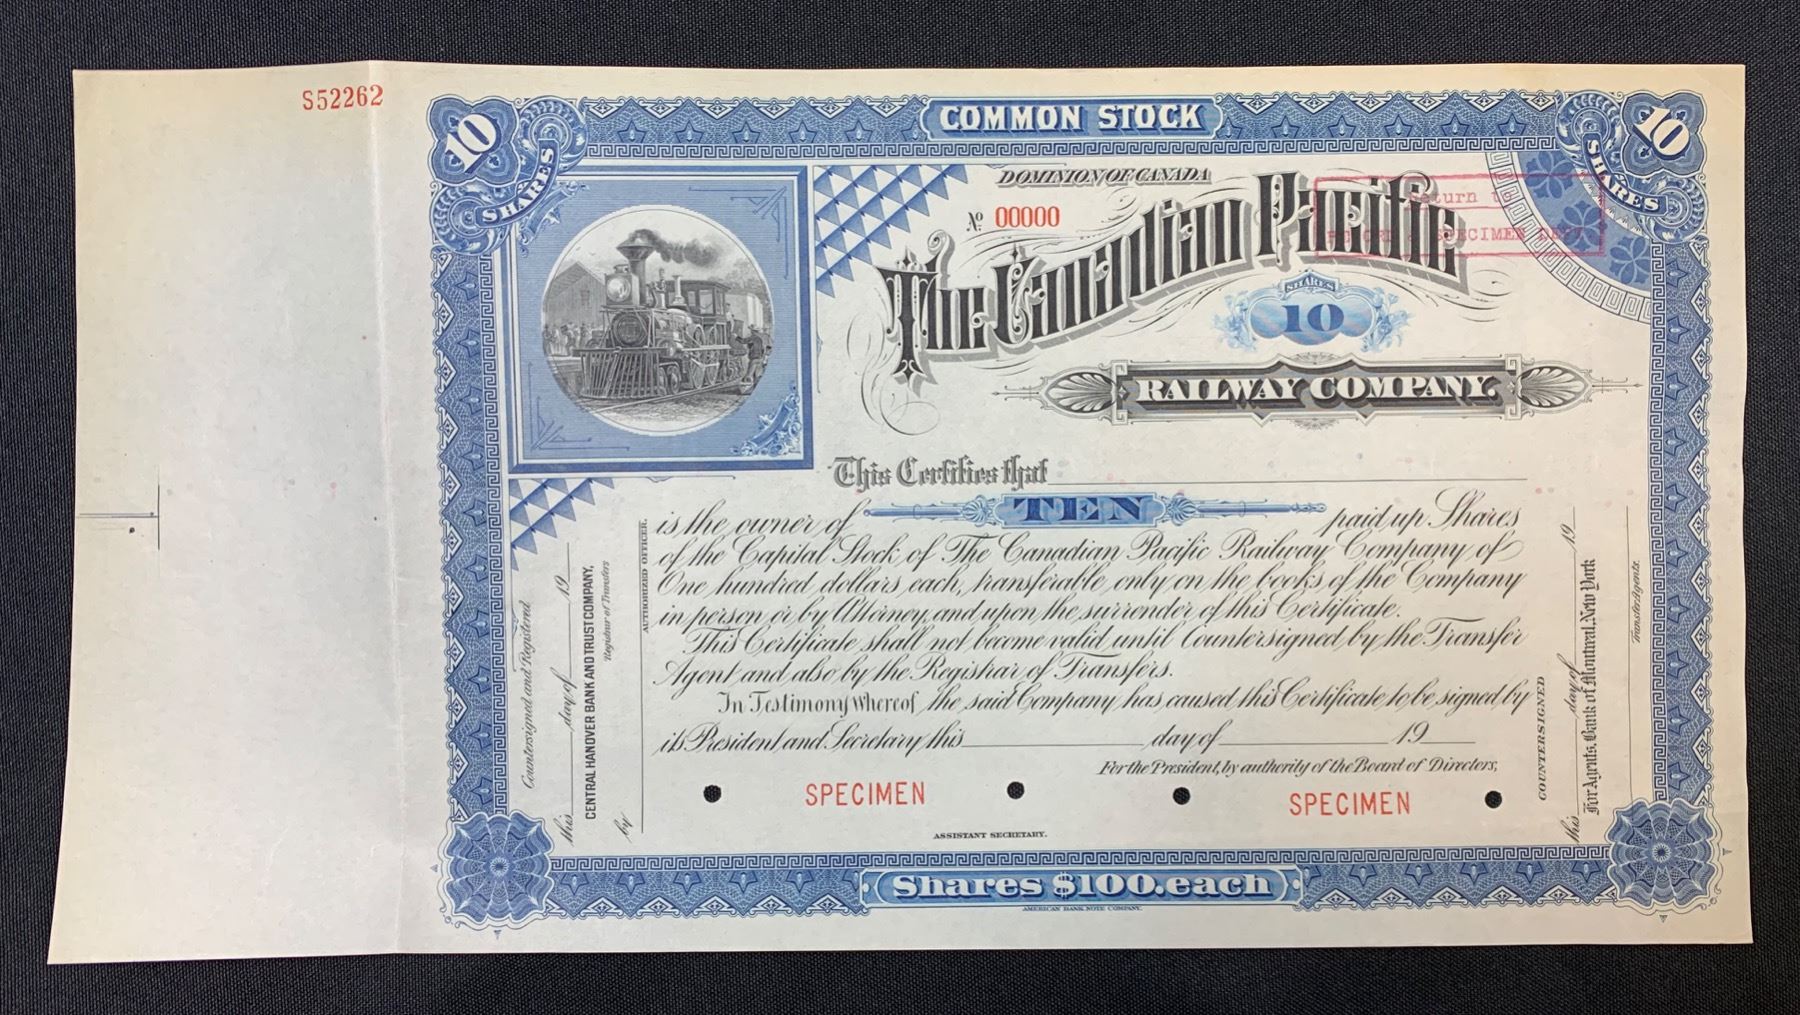 S52262
COMMON STOCK
10 SHARES
10 SHARES
DOMINION OF CANADA
No. 00000
Return to
SPECIMEN
The Canadian Pacific
SHARES
10
RAILWAY COMPANY.
This Certifies that
is the owner of TEN paid up Shares
of the Capital Stock of The Canadian Pacific Railway Company of
One hundred dollars each, transferable only on the books of the Company
in person or by Attorney, and upon the surrender of this Certificate.
This Certificate shall not become valid until Countersigned by the Transfer
Agent and also by the Registrar of Transfers.
In Testimony Whereof the said Company has caused this Certificate to be signed by
its President and Secretary this day of 19
For the President, by authority of the Board of Directors,
SPECIMEN
SPECIMEN
ASSISTANT SECRETARY.
Countersigned and Registered
this day of 19
CENTRAL HANOVER BANK AND TRUST COMPANY,
Registrar of Transfers
by
AUTHORIZED OFFICER.
COUNTERSIGNED
this day of 19
For Agents, Bank of Montreal, New York
Transfer Agents.
Shares $100. each
AMERICAN BANK NOTE COMPANY.